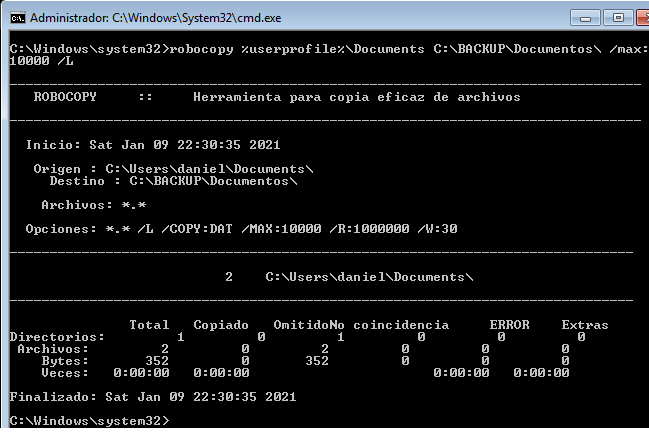 Administrador: C:\Windows\System32\cmd.exe
C:\Windows\system32>robocopy %userprofile%\Documents C:\BACKUP\Documentos\ /max:
10000 /L
-------------------------------------------------------------------------------
   ROBOCOPY     ::     Herramienta para copia eficaz de archivos
-------------------------------------------------------------------------------
  Inicio: Sat Jan 09 22:30:35 2021
   Origen : C:\Users\daniel\Documents\
     Destino : C:\BACKUP\Documentos\
    Archivos: *.*
  Opciones: *.* /L /COPY:DAT /MAX:10000 /R:1000000 /W:30
------------------------------------------------------------------------------
                           2    C:\Users\daniel\Documents\
------------------------------------------------------------------------------
               Total   Copiado   OmitidoNo coincidencia     ERROR    Extras
Directorios:         1         0         1         0         0         0
 Archivos:         2         0         2         0         0         0
    Bytes:       352         0       352         0         0         0
    Veces:   0:00:00   0:00:00                       0:00:00   0:00:00
Finalizado: Sat Jan 09 22:30:35 2021
C:\Windows\system32>